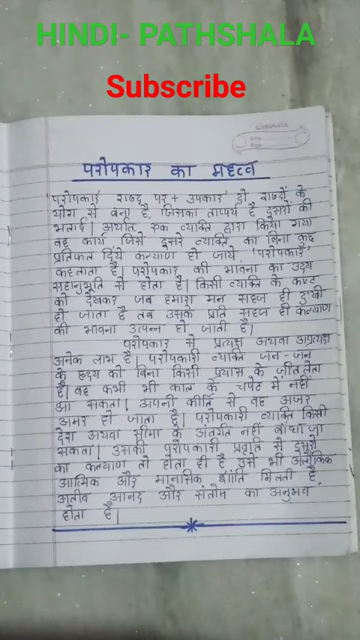 HINDI- PATHSHALA
Subscribe
परोपकार का महत्व
'परोपकार' शब्द 'पर + उपकार' दो शब्दों के
योग से बना है, जिसका तात्पर्य है दूसरों की
भलाई। अर्थात् एक व्यक्ति द्वारा किया गया
वह कार्य जिसे दूसरे व्यक्ति का बिना कुछ
प्रतिफल दिये कल्याण हो जाये, 'परोपकार'
कहलाता है। परोपकार की भावना का उदय
सहानुभूति से होता है। किसी व्यक्ति के कष्ट
को देखकर जब हमारा मन सहज ही दुःखी
हो जाता है तब उसके प्रति सहज ही कल्याण
की भावना उत्पन्न हो जाती है।
परोपकार से प्रत्यक्ष अथवा अप्रत्यक्ष
अनेक लाभ है। परोपकारी व्यक्ति जन-जन
के हृदय को बिना किसी प्रयास के जीत लेता
है। वह कभी भी काल के चपेट में नहीं
आ सकता। अपनी कीर्ति से वह अजर
अमर हो जाता है। परोपकारी व्यक्ति किसी
देश अथवा सीमा के अंतर्गत नहीं बाँधा जा
सकता। उसकी परोपकारी प्रवृत्ति से दूसरों
का कल्याण तो होता ही है उसे भी अलौकिक
आत्मिक और मानसिक शांति मिलती है,
अतीव आनंद और संतोष का अनुभव
होता है।